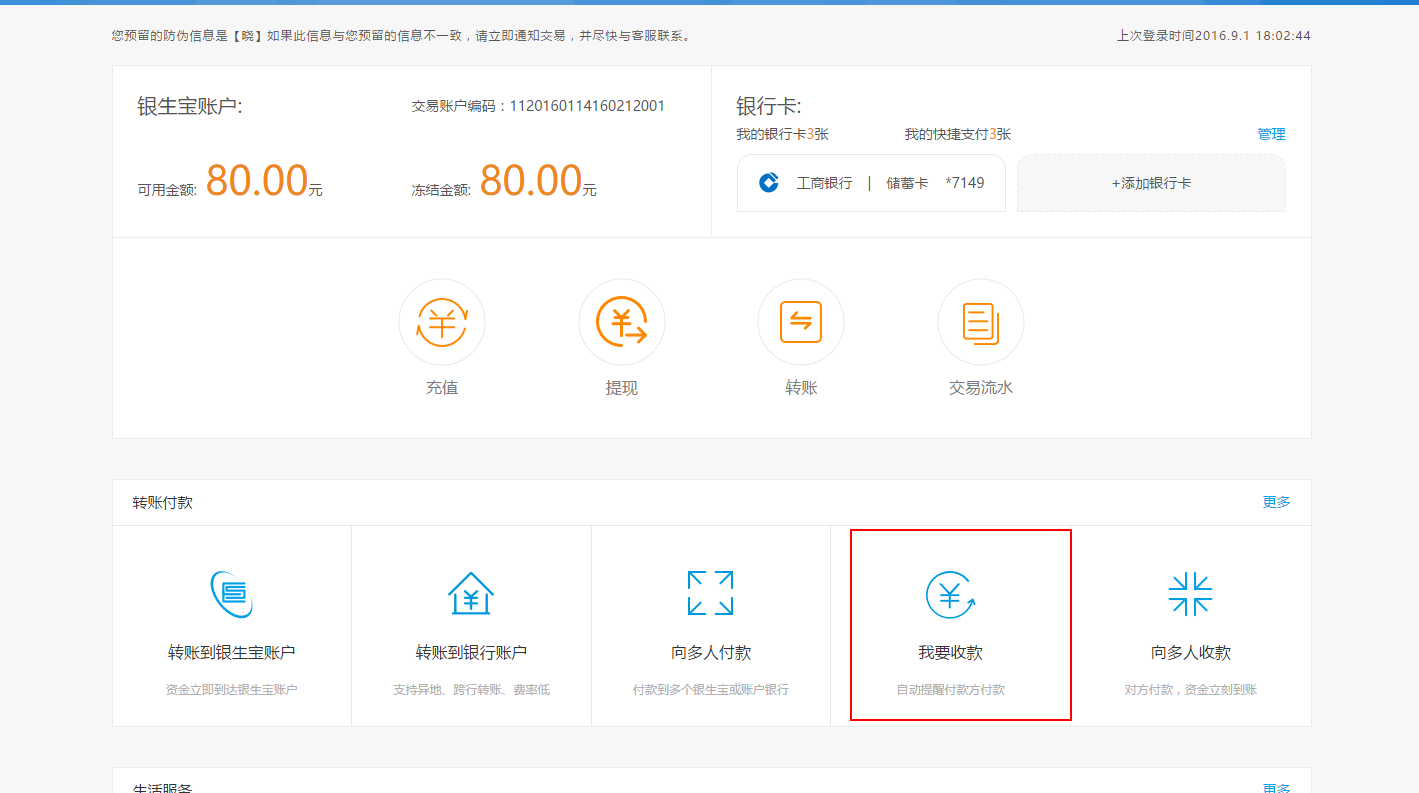 您预留的防伪信息是【晓】如果此信息与您预留的信息不一致，请立即通知交易，并尽快与客服联系。 上次登录时间2016.9.1 18:02:44
银生宝账户: 交易账户编码：1120160114160212001
可用金额: 80.00元 冻结金额: 80.00元
银行卡:
我的银行卡3张 我的快捷支付3张 管理
工商银行 | 储蓄卡 *7149 +添加银行卡
充值 提现 转账 交易流水
转账付款 更多
转账到银生宝账户 转账到银行账户 向多人付款 我要收款 向多人收款
资金立即到达银生宝账户 支持异地、跨行转账、费率低 付款到多个银生宝或账户银行 自动提醒付款方付款 对方付款，资金立刻到账
生活服务 更多